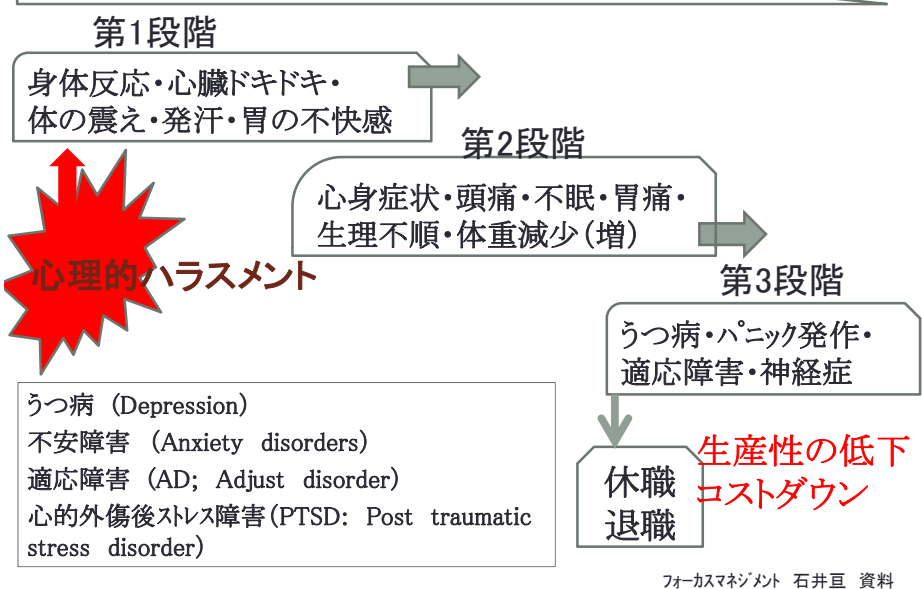 第1段階
身体反応・心臓ドキドキ・
体の震え・発汗・胃の不快感
第2段階
心身症状・頭痛・不眠・胃痛・
生理不順・体重減少(増)
心理的ハラスメント
第3段階
うつ病・パニック発作・
適応障害・神経症
うつ病 (Depression)
不安障害 (Anxiety disorders)
適応障害 (AD; Adjust disorder)
心的外傷後ストレス障害(PTSD: Post traumatic
stress disorder)
休職
退職
生産性の低下
コストダウン
フォーカスマネジメント 石井亘 資料